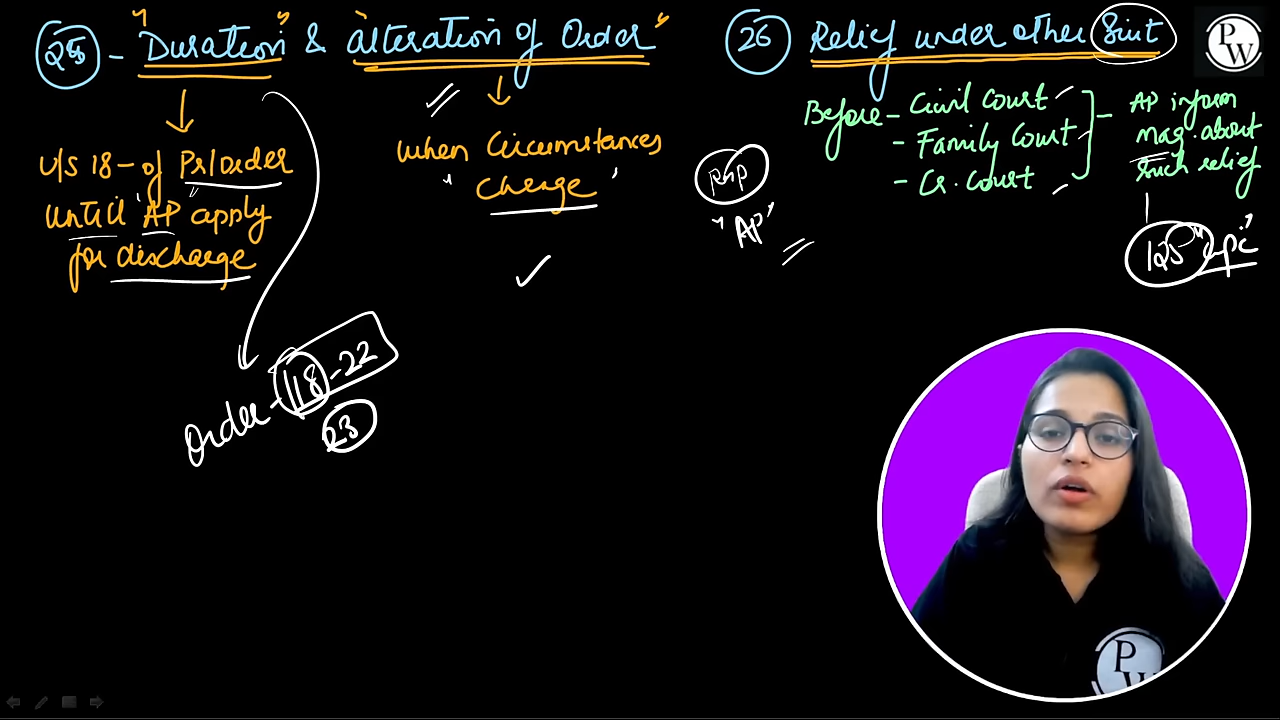 25 - "Duration" & "alteration of Order"
U/S 18 - of Pr/Order
until "AP" apply
for discharge
when Circumstances
"Change"
Order - 118 - 22
23
26 Relief under other Suit
Before - Civil Court
- Family Court
- Cr. Court
AP inform
mag. about
such relief
"AP"
125 "crpc"
PW
PW